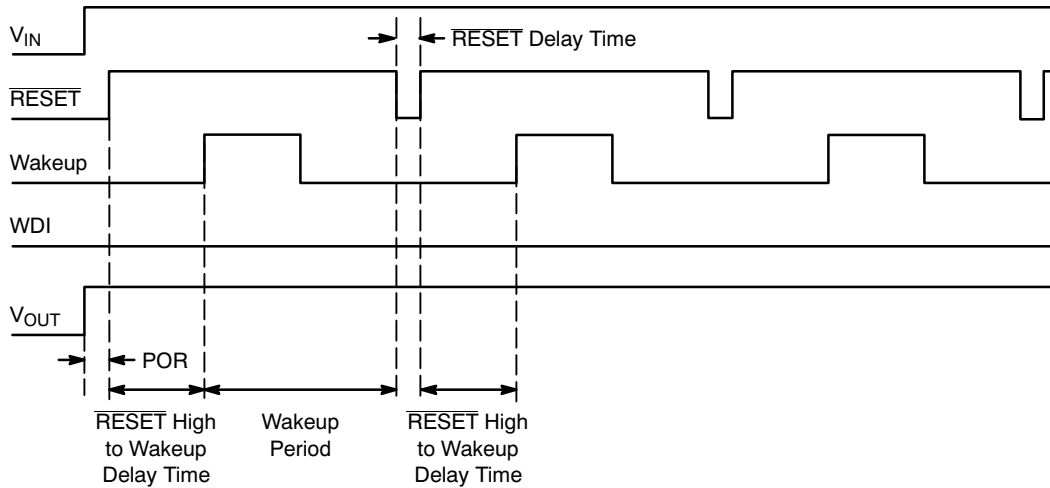 V_IN
RESET Delay Time
RESET
Wakeup
WDI
V_OUT
POR
RESET High
to Wakeup
Delay Time
Wakeup
Period
RESET High
to Wakeup
Delay Time